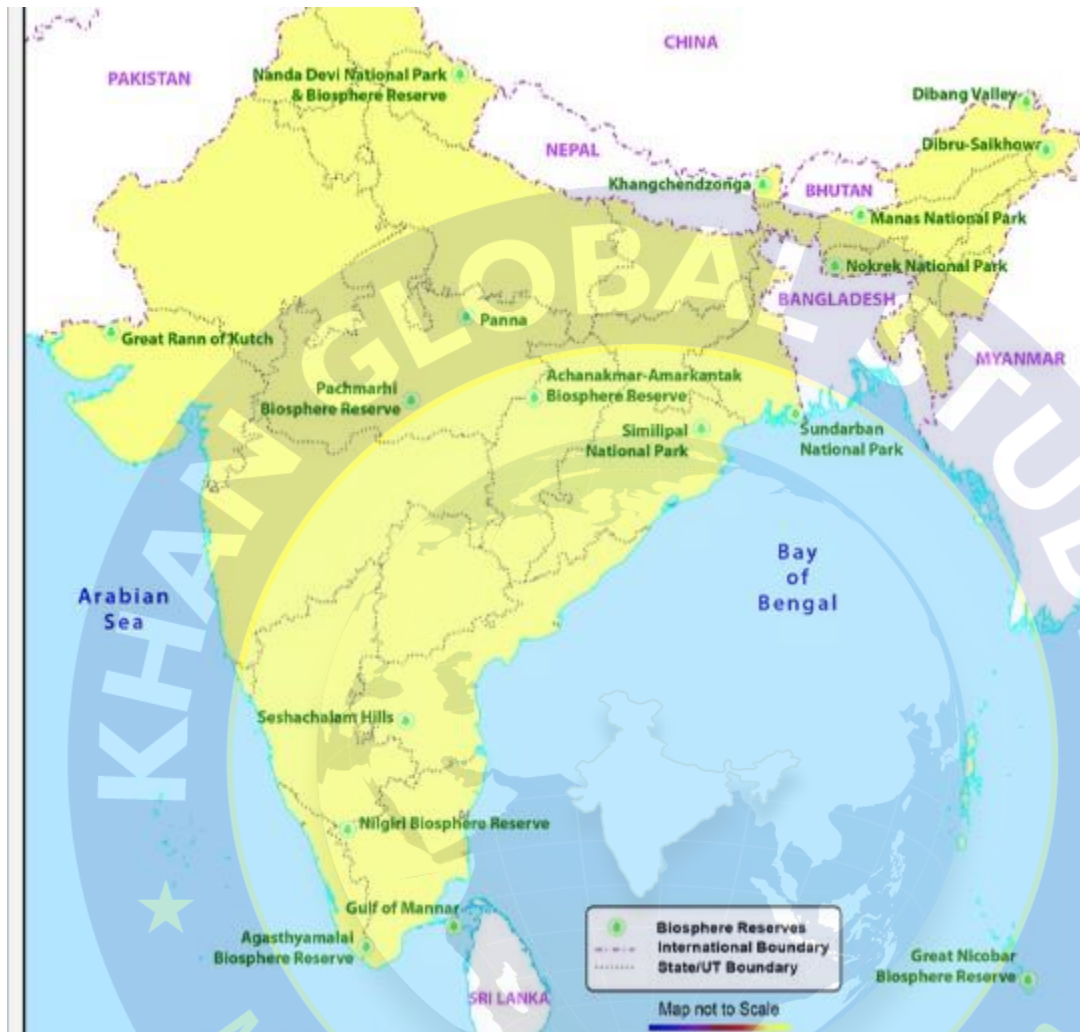 CHINA
PAKISTAN
Nanda Devi National Park
& Biosphere Reserve
Dibang Valley
NEPAL
Dibru-Saikhowa
Khangchendzonga
BHUTAN
Manas National Park
Nokrek National Park
BANGLADESH
Great Rann of Kutch
Panna
MYANMAR
Pachmarhi
Biosphere Reserve
Achanakmar-Amarkantak
Biosphere Reserve
Similipal
National Park
Sundarban
National Park
Bay
of
Bengal
Arabian
Sea
Seshachalam Hills
Nilgiri Biosphere Reserve
Gulf of Mannar
Agasthyamalai
Biosphere Reserve
SRI LANKA
Biosphere Reserves
International Boundary
State/UT Boundary
Map not to Scale
Great Nicobar
Biosphere Reserve
KHAN GLOBAL STUD